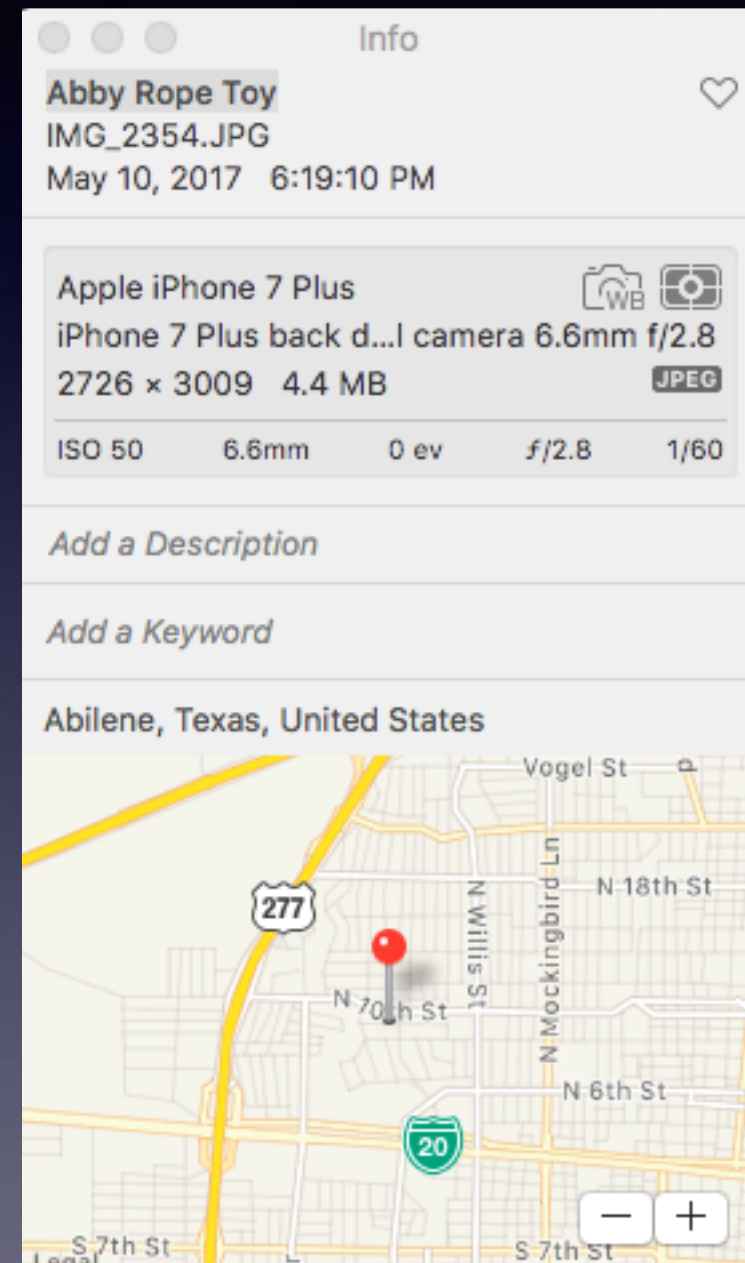 Info
Abby Rope Toy
IMG_2354.JPG
May 10, 2017 6:19:10 PM
Apple iPhone 7 Plus
WB
iPhone 7 Plus back d...l camera 6.6mm f/2.8
2726 × 3009 4.4 MB
JPEG
ISO 50 6.6mm 0 ev ƒ/2.8 1/60
Add a Description
Add a Keyword
Abilene, Texas, United States
Vogel St
N 18th St
277
N Willis St
N Mockingbird Ln
N 10th St
N 6th St
20
S 7th St
S 7th St
Legal